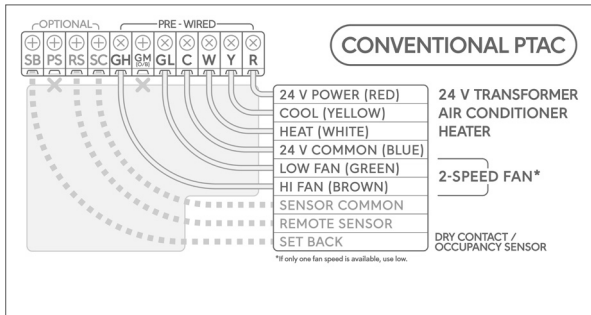 OPTIONAL
PRE - WIRED
SB PS RS SC GH GM (O/B) GL C W Y R
CONVENTIONAL PTAC
24 V POWER (RED)
COOL (YELLOW)
HEAT (WHITE)
24 V COMMON (BLUE)
LOW FAN (GREEN)
HI FAN (BROWN)
SENSOR COMMON
REMOTE SENSOR
SET BACK
24 V TRANSFORMER
AIR CONDITIONER
HEATER
2-SPEED FAN*
DRY CONTACT /
OCCUPANCY SENSOR
*If only one fan speed is available, use low.